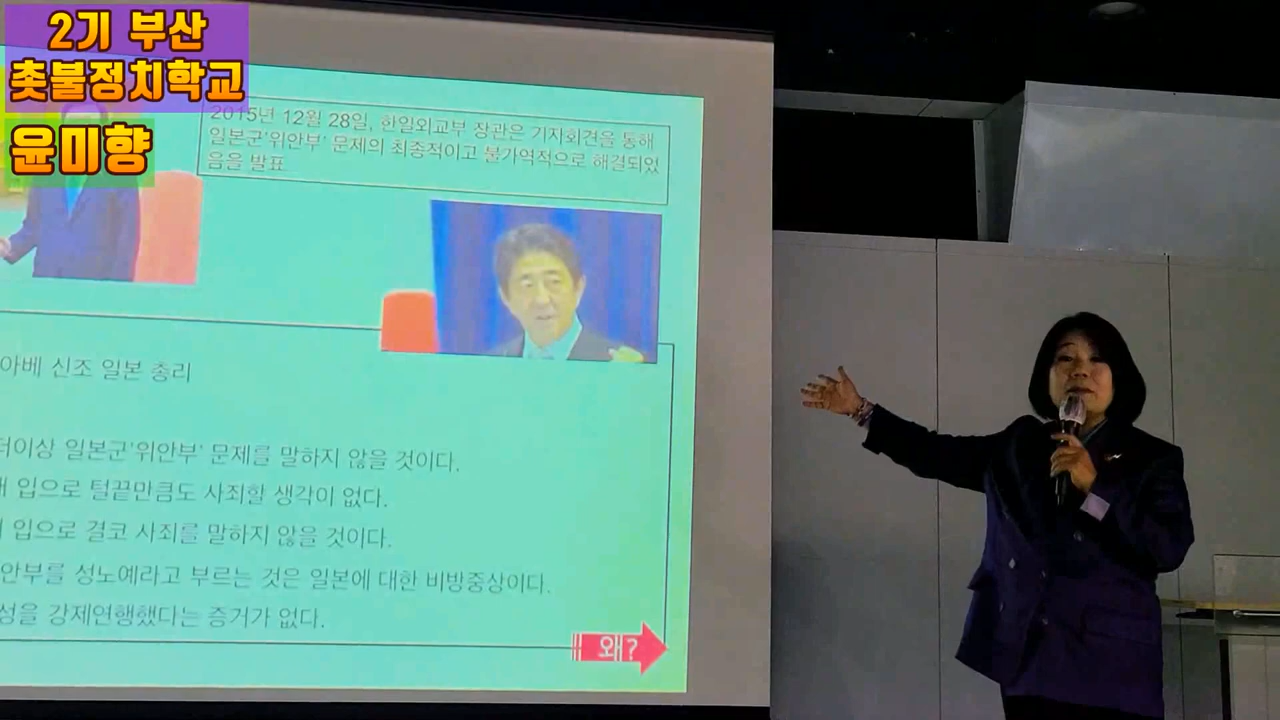 2기 부산
촛불정치학교
윤미향
2015년 12월 28일, 한일외교부 장관은 기자회견을 통해
일본군'위안부' 문제의 최종적이고 불가역적으로 해결되었
음을 발표
아베 신조 일본 총리
더이상 일본군'위안부' 문제를 말하지 않을 것이다.
입으로 털끝만큼도 사죄할 생각이 없다.
입으로 결코 사죄를 말하지 않을 것이다.
안부를 성노예라고 부르는 것은 일본에 대한 비방중상이다.
성을 강제연행했다는 증거가 없다.
왜?